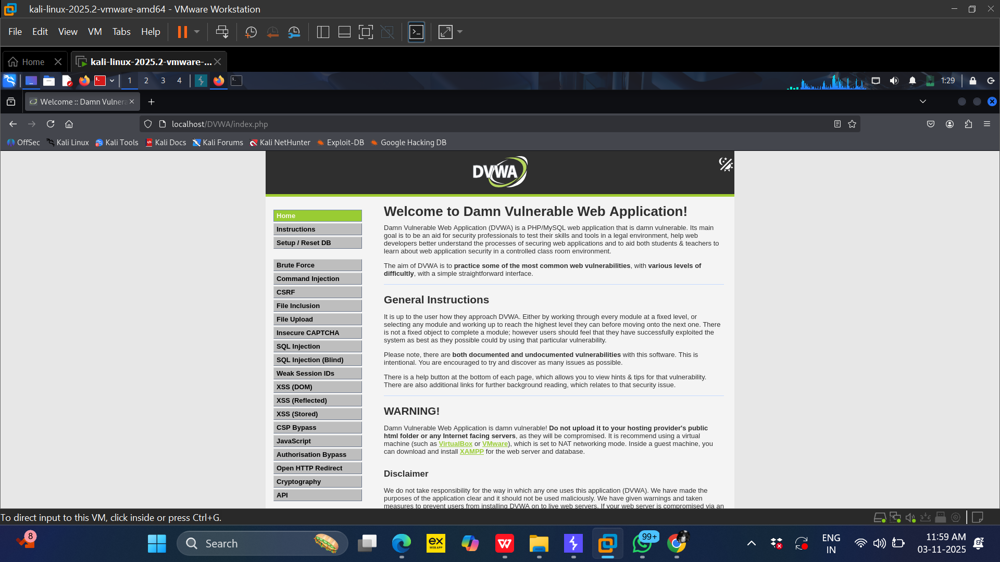 kali-linux-2025.2-vmware-amd64 - VMware Workstation
File Edit View VM Tabs Help
Home
kali-linux-2025.2-vmware-...
1 2 3 4
1:29
Welcome :: Damn Vulnera
localhost/DVWA/index.php
OffSec Kali Linux Kali Tools Kali Docs Kali Forums Kali NetHunter Exploit-DB Google Hacking DB
DVWA
Home
Instructions
Setup / Reset DB
Brute Force
Command Injection
CSRF
File Inclusion
File Upload
Insecure CAPTCHA
SQL Injection
SQL Injection (Blind)
Weak Session IDs
XSS (DOM)
XSS (Reflected)
XSS (Stored)
CSP Bypass
JavaScript
Authorisation Bypass
Open HTTP Redirect
Cryptography
API
Welcome to Damn Vulnerable Web Application!
Damn Vulnerable Web Application (DVWA) is a PHP/MySQL web application that is damn vulnerable. Its main
goal is to be an aid for security professionals to test their skills and tools in a legal environment, help web
developers better understand the processes of securing web applications and to aid both students & teachers to
learn about web application security in a controlled class room environment.
The aim of DVWA is to practice some of the most common web vulnerabilities, with various levels of
difficultly, with a simple straightforward interface.
General Instructions
It is up to the user how they approach DVWA. Either by working through every module at a fixed level, or
selecting any module and working up to reach the highest level they can before moving onto the next one. There
is not a fixed object to complete a module; however users should feel that they have successfully exploited the
system as best as they possible could by using that particular vulnerability.
Please note, there are both documented and undocumented vulnerabilities with this software. This is
intentional. You are encouraged to try and discover as many issues as possible.
There is a help button at the bottom of each page, which allows you to view hints & tips for that vulnerability.
There are also additional links for further background reading, which relates to that security issue.
WARNING!
Damn Vulnerable Web Application is damn vulnerable! Do not upload it to your hosting provider's public
html folder or any Internet facing servers, as they will be compromised. It is recommend using a virtual
machine (such as VirtualBox or VMware), which is set to NAT networking mode. Inside a guest machine, you
can download and install XAMPP for the web server and database.
Disclaimer
We do not take responsibility for the way in which any one uses this application (DVWA). We have made the
purposes of the application clear and it should not be used maliciously. We have given warnings and taken
measures to prevent users from installing DVWA on to live web servers. If your web server is compromised via an
To direct input to this VM, click inside or press Ctrl+G.
8
Search
ex
WEB APP
99+
ENG
IN
11:59 AM
03-11-2025